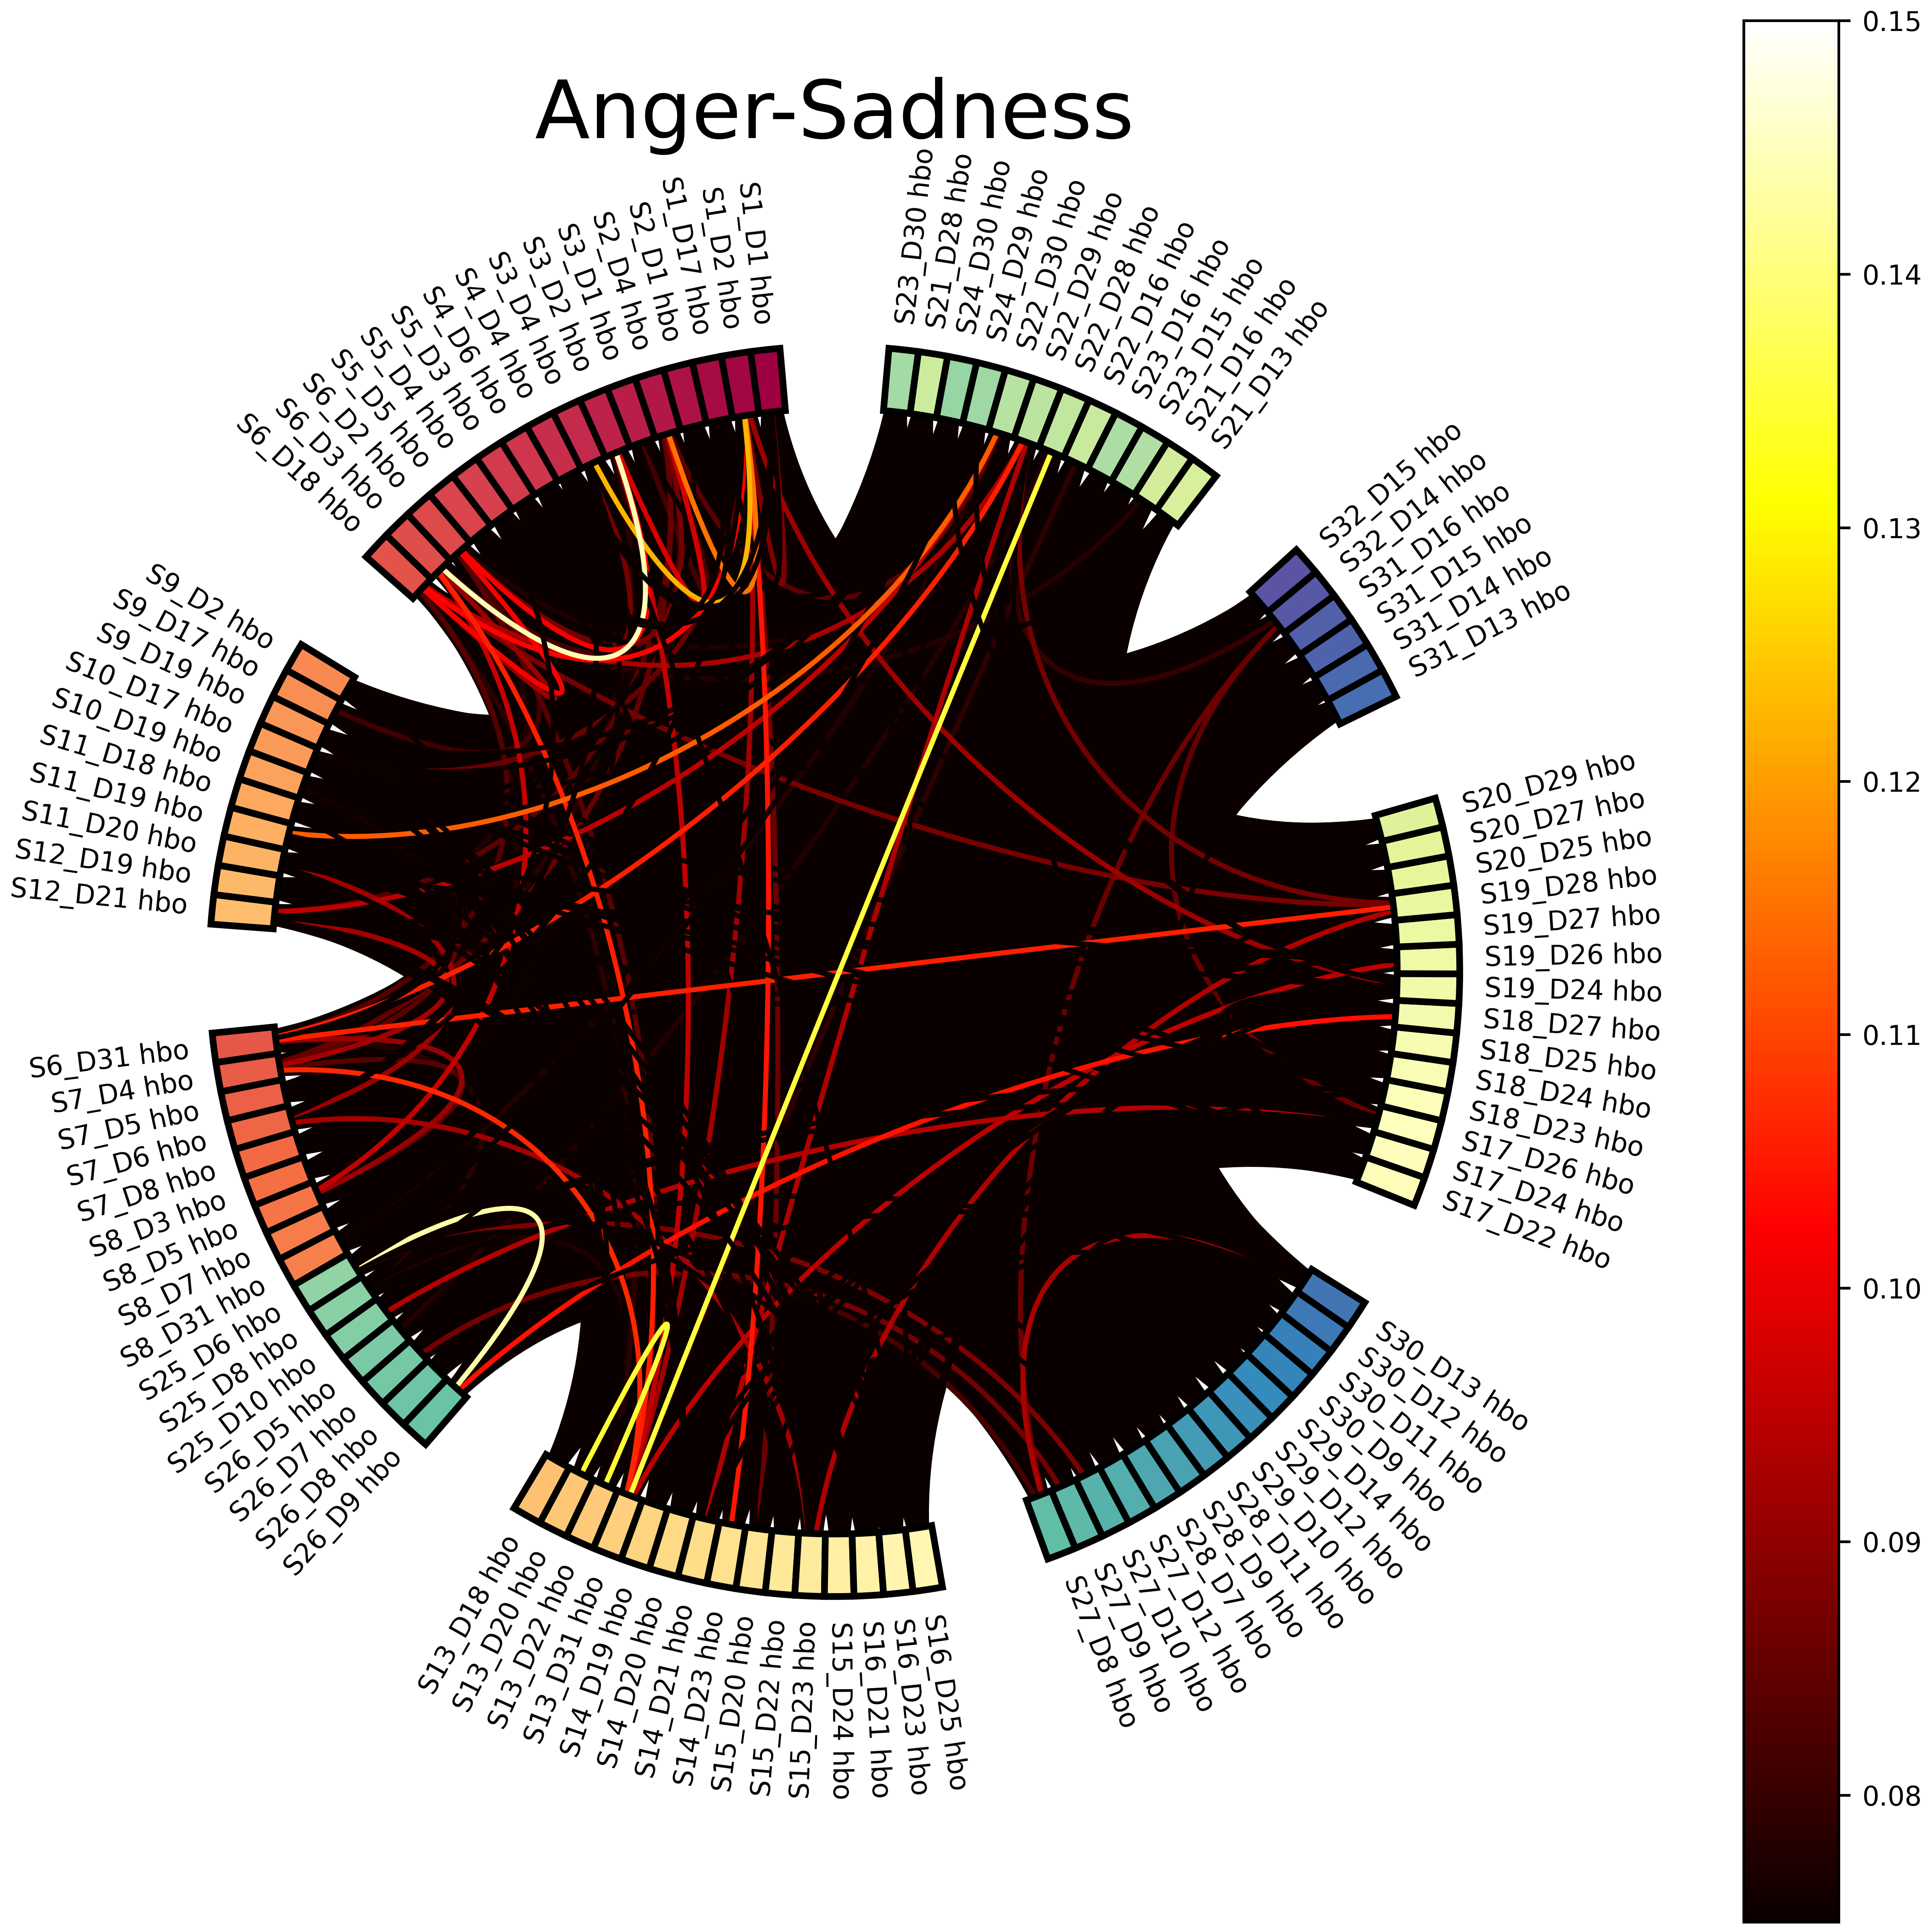 Anger-Sadness
S1_D1 hbo
S1_D2 hbo
S1_D17 hbo
S2_D1 hbo
S2_D4 hbo
S3_D1 hbo
S3_D2 hbo
S3_D4 hbo
S4_D4 hbo
S4_D6 hbo
S5_D3 hbo
S5_D4 hbo
S5_D5 hbo
S6_D2 hbo
S6_D3 hbo
S6_D18 hbo
S9_D2 hbo
S9_D17 hbo
S9_D19 hbo
S10_D17 hbo
S10_D19 hbo
S11_D18 hbo
S11_D19 hbo
S11_D20 hbo
S12_D19 hbo
S12_D21 hbo
S6_D31 hbo
S7_D4 hbo
S7_D5 hbo
S7_D6 hbo
S7_D8 hbo
S8_D3 hbo
S8_D5 hbo
S8_D7 hbo
S8_D31 hbo
S25_D6 hbo
S25_D8 hbo
S25_D10 hbo
S26_D5 hbo
S26_D7 hbo
S26_D8 hbo
S26_D9 hbo
S13_D18 hbo
S13_D20 hbo
S13_D22 hbo
S13_D31 hbo
S14_D19 hbo
S14_D20 hbo
S14_D21 hbo
S14_D23 hbo
S15_D20 hbo
S15_D22 hbo
S15_D23 hbo
S15_D24 hbo
S16_D21 hbo
S16_D23 hbo
S16_D25 hbo
S27_D8 hbo
S27_D9 hbo
S27_D10 hbo
S27_D12 hbo
S28_D7 hbo
S28_D9 hbo
S28_D11 hbo
S29_D10 hbo
S29_D12 hbo
S29_D14 hbo
S30_D9 hbo
S30_D11 hbo
S30_D12 hbo
S30_D13 hbo
S17_D22 hbo
S17_D24 hbo
S17_D26 hbo
S18_D23 hbo
S18_D24 hbo
S18_D25 hbo
S18_D27 hbo
S19_D24 hbo
S19_D26 hbo
S19_D27 hbo
S19_D28 hbo
S20_D25 hbo
S20_D27 hbo
S20_D29 hbo
S31_D13 hbo
S31_D14 hbo
S31_D15 hbo
S31_D16 hbo
S32_D14 hbo
S32_D15 hbo
S21_D13 hbo
S21_D16 hbo
S23_D15 hbo
S23_D16 hbo
S22_D16 hbo
S22_D28 hbo
S22_D29 hbo
S22_D30 hbo
S24_D29 hbo
S24_D30 hbo
S21_D28 hbo
S23_D30 hbo
0.15
0.14
0.13
0.12
0.11
0.10
0.09
0.08